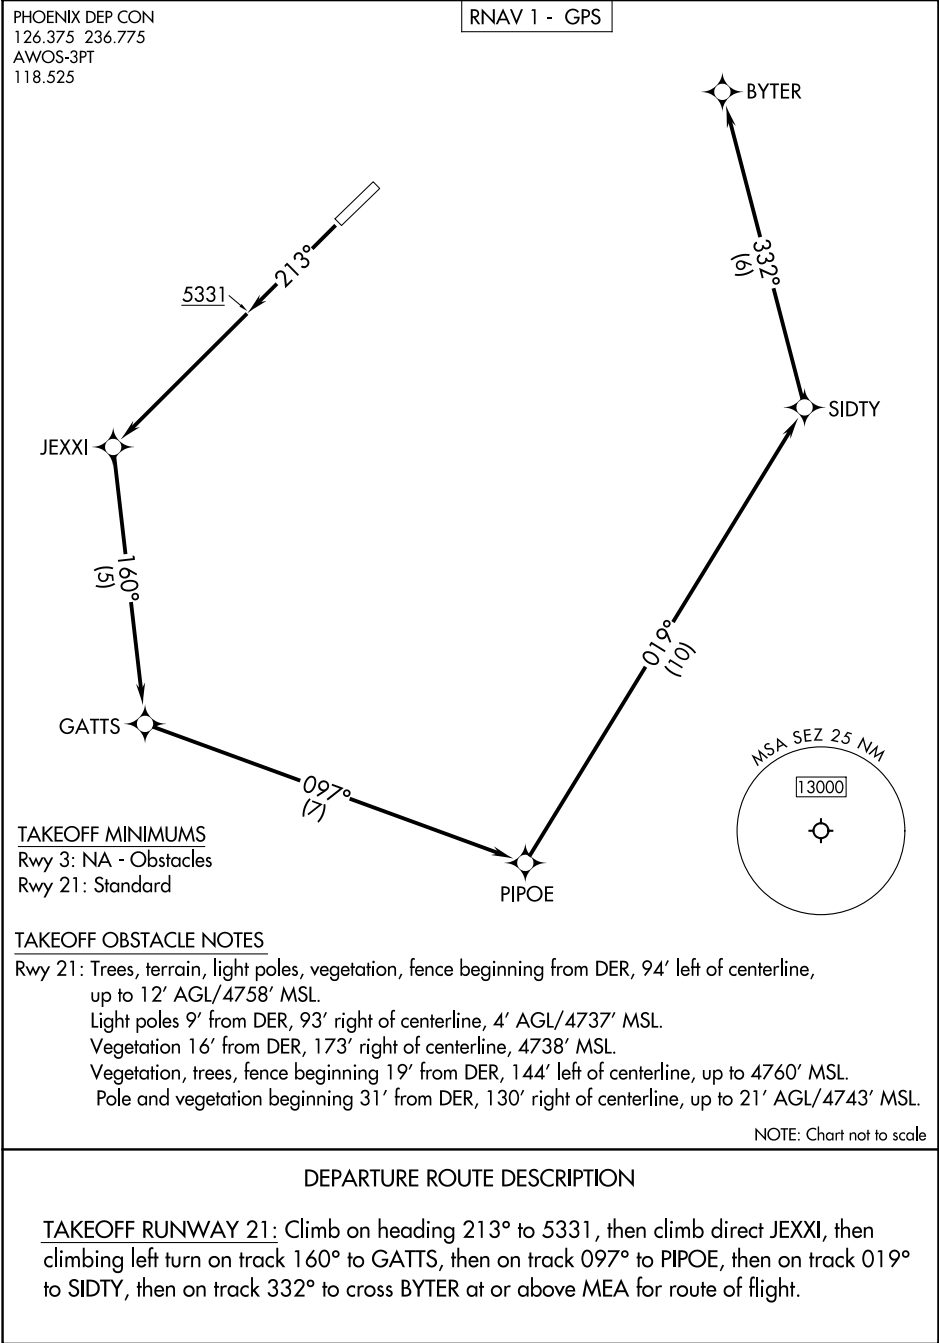 PHOENIX DEP CON
126.375 236.775
AWOS-3PT
118.525
RNAV 1 - GPS
BYTER
213°
5331
332°
(6)
JEXXI
SIDTY
160°
(5)
019°
(10)
GATTS
097°
(7)
MSA SEZ 25 NM
13000
TAKEOFF MINIMUMS
Rwy 3: NA - Obstacles
Rwy 21: Standard
PIPOE
TAKEOFF OBSTACLE NOTES
Rwy 21: Trees, terrain, light poles, vegetation, fence beginning from DER, 94' left of centerline,
up to 12' AGL/4758' MSL.
Light poles 9' from DER, 93' right of centerline, 4' AGL/4737' MSL.
Vegetation 16' from DER, 173' right of centerline, 4738' MSL.
Vegetation, trees, fence beginning 19' from DER, 144' left of centerline, up to 4760' MSL.
Pole and vegetation beginning 31' from DER, 130' right of centerline, up to 21' AGL/4743' MSL.
NOTE: Chart not to scale
DEPARTURE ROUTE DESCRIPTION
TAKEOFF RUNWAY 21: Climb on heading 213° to 5331, then climb direct JEXXI, then
climbing left turn on track 160° to GATTS, then on track 097° to PIPOE, then on track 019°
to SIDTY, then on track 332° to cross BYTER at or above MEA for route of flight.